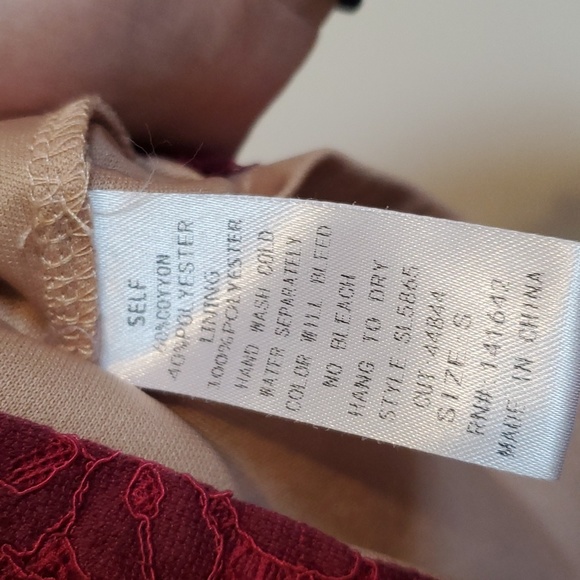 SELF
%COYYON
40%POLYESTER
LINING
100%POLYESTER
HAND WASH COLD
WATER SEPARATELY
COLOR WILL BLEED
NO BLEACH
HANG TO DRY
STYLE SL5865
CUT 44844
SIZE S
RN# 141642
MADE IN CHINA